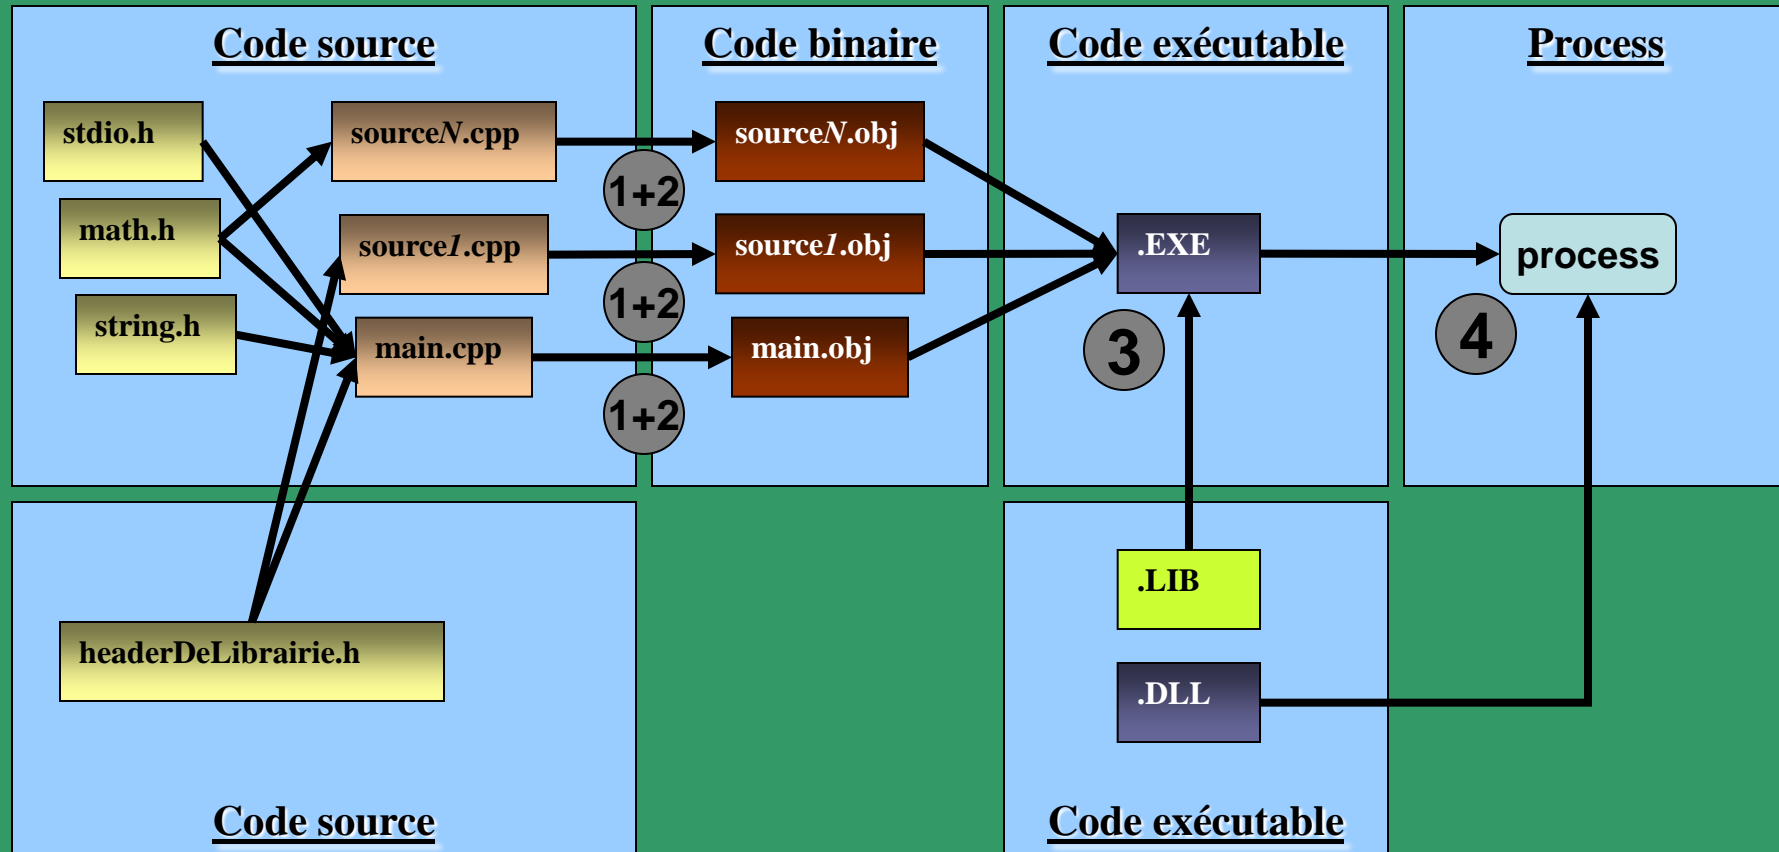 Code source
Code binaire
Code exécutable
Process
stdio.h
sourceN.cpp
sourceN.obj
1+2
math.h
source1.cpp
source1.obj
.EXE
process
1+2
string.h
main.cpp
main.obj
3
4
1+2
.LIB
headerDeLibrairie.h
.DLL
Code source
Code exécutable